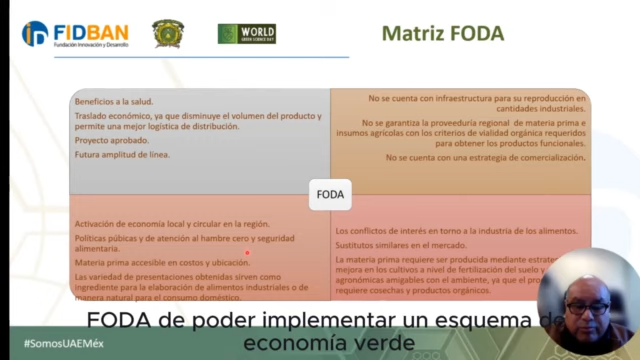 FIDBAN
Fundación Innovación y Desarrollo
WORLD
GREEN SCIENCE DAY
Matriz FODA
Beneficios a la salud.
Traslado económico, ya que disminuye el volumen del producto y
permite una mejor logística de distribución.
Proyecto aprobado.
Futura amplitud de línea.
No se cuenta con infraestructura para su reproducción en
cantidades industriales.
No se garantiza la proveeduría regional de materia prima e
insumos agrícolas con los criterios de vialidad orgánica requeridos
para obtener los productos funcionales.
No se cuenta con una estrategia de comercialización.
FODA
Activación de economía local y circular en la región.
Políticas púbicas y de atención al hambre cero y seguridad
alimentaria.
Materia prima accesible en costos y ubicación.
Las variedad de presentaciones obtenidas sirven como
ingrediente para la elaboración de alimentos industriales o de
manera natural para el consumo doméstico.
Los conflictos de interés en torno a la industria de los alimentos.
Sustitutos similares en el mercado.
La materia prima requiere ser producida mediante
mejora en los cultivos a nivel de fertilización del suelo
agronómicas amigables con el ambiente, ya que el
requiere cosechas y productos orgánicos.
FODA de poder implementar un esquema de
economía verde
#SomosUAEMéx